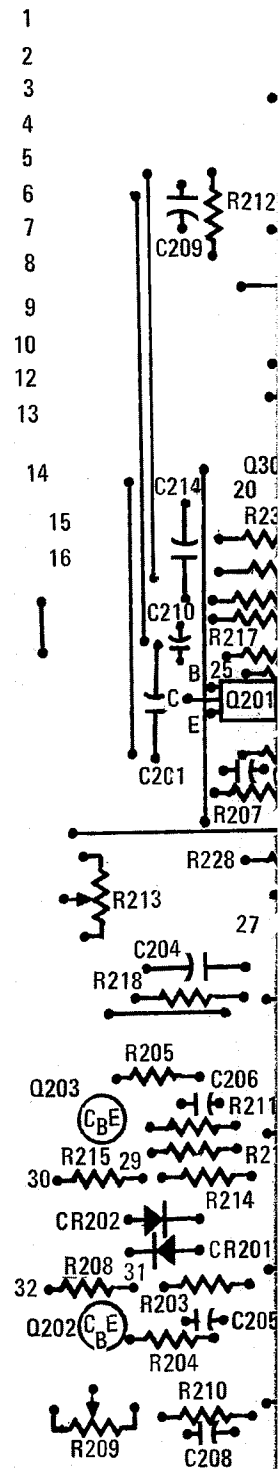 1
2
3
4
5
6
R212
7
C209
8
9
10
12
13
14
Q30
C214
20
15
R23
16
C210
R217
B 25
C
Q201
E
C201
R207
R228
R213
27
C204
R218
R205
Q203
C206
C B E
R211
R215 29
R21
30
R214
CR202
CR201
R208 31
32
R203
C205
Q202
C B E
R204
R210
R209
C208